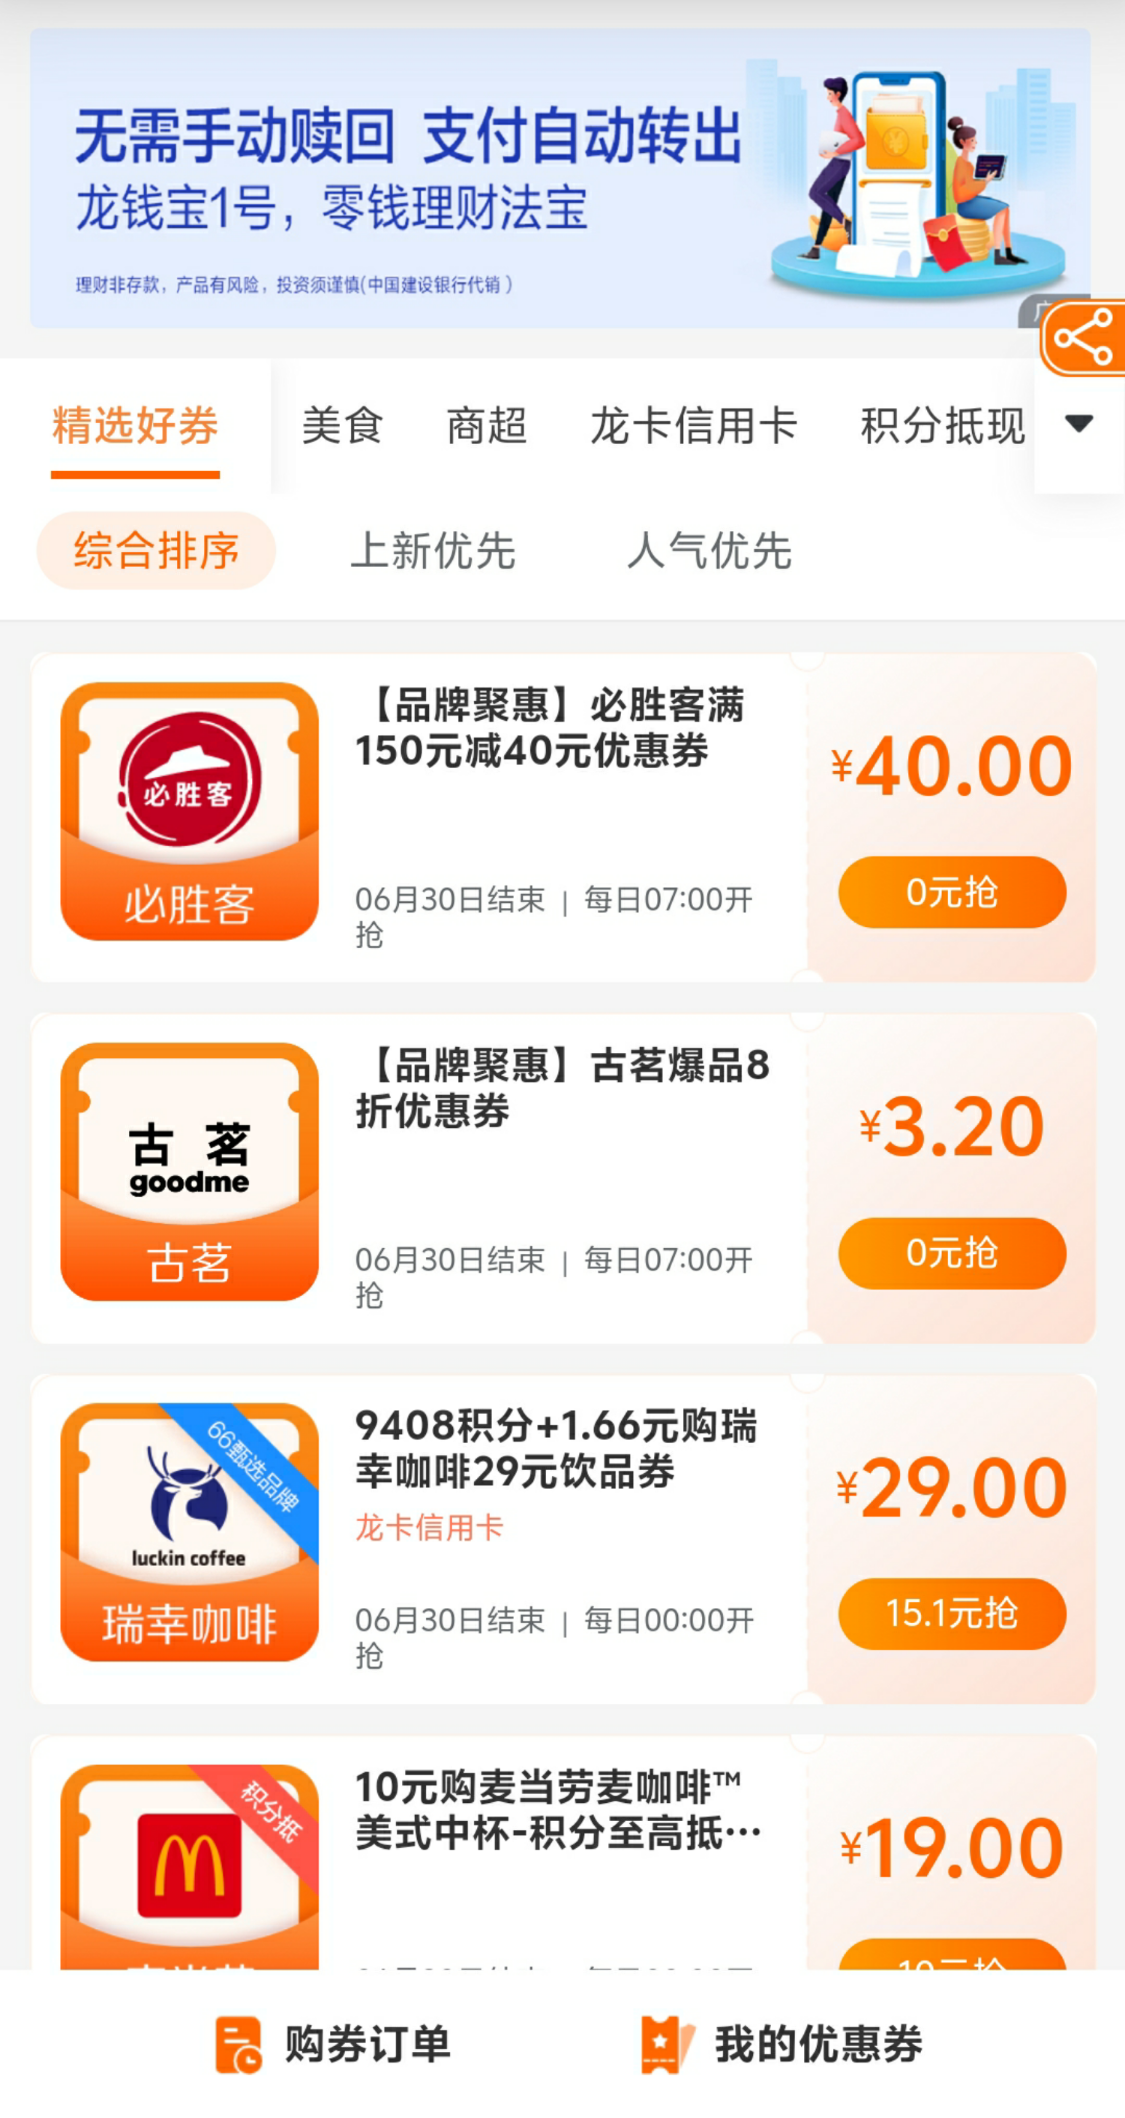 无需手动赎回 支付自动转出
龙钱宝1号，零钱理财法宝
理财非存款，产品有风险，投资须谨慎(中国建设银行代销）
精选好券 美食 商超 龙卡信用卡 积分抵现
综合排序 上新优先 人气优先
必胜客
必胜客
【品牌聚惠】必胜客满
150元减40元优惠券
06月30日结束 | 每日07:00开
抢
¥40.00
0元抢
古茗
goodme
古茗
【品牌聚惠】古茗爆品8
折优惠券
06月30日结束 | 每日07:00开
抢
¥3.20
0元抢
66甄选品牌
luckin coffee
瑞幸咖啡
9408积分+1.66元购瑞
幸咖啡29元饮品券
龙卡信用卡
06月30日结束 | 每日00:00开
抢
¥29.00
15.1元抢
积分抵
10元购麦当劳麦咖啡™
美式中杯-积分至高抵…
¥19.00
10元抢
购券订单 我的优惠券